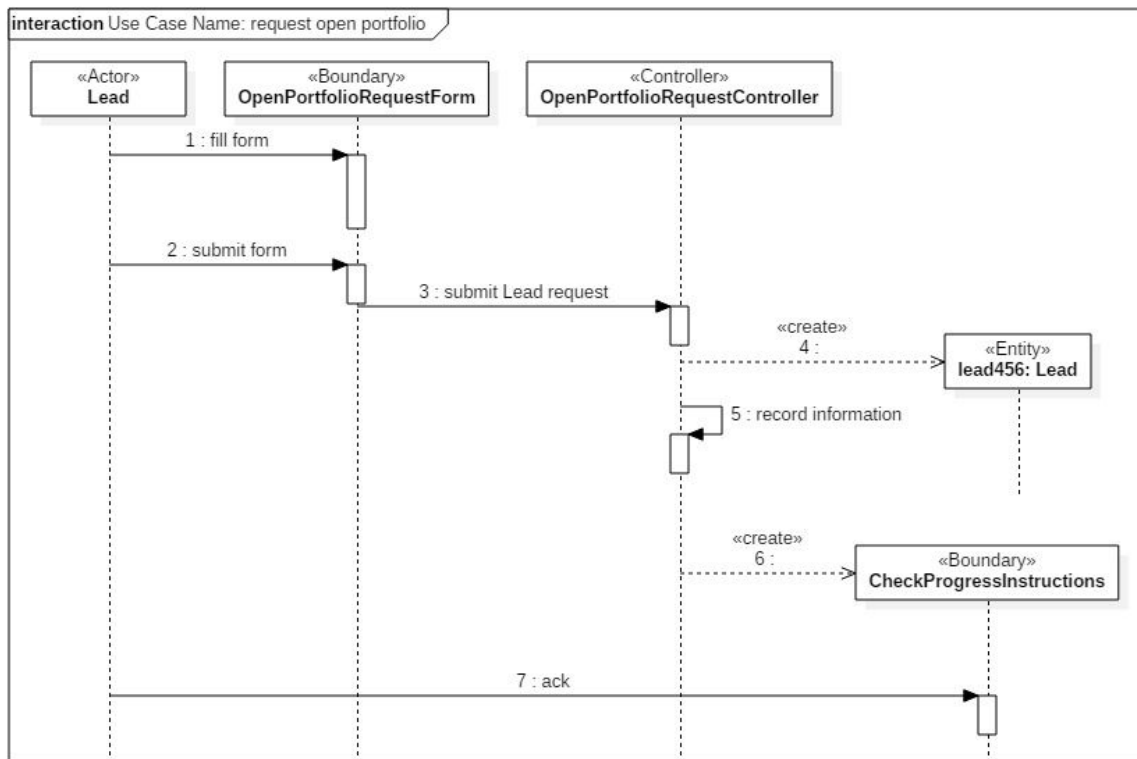 interaction Use Case Name: request open portfolio
«Actor»
Lead
«Boundary»
OpenPortfolioRequestForm
«Controller»
OpenPortfolioRequestController
1 : fill form
2 : submit form
3 : submit Lead request
«create»
4 :
«Entity»
lead456: Lead
5 : record information
«create»
6 :
«Boundary»
CheckProgressInstructions
7 : ack